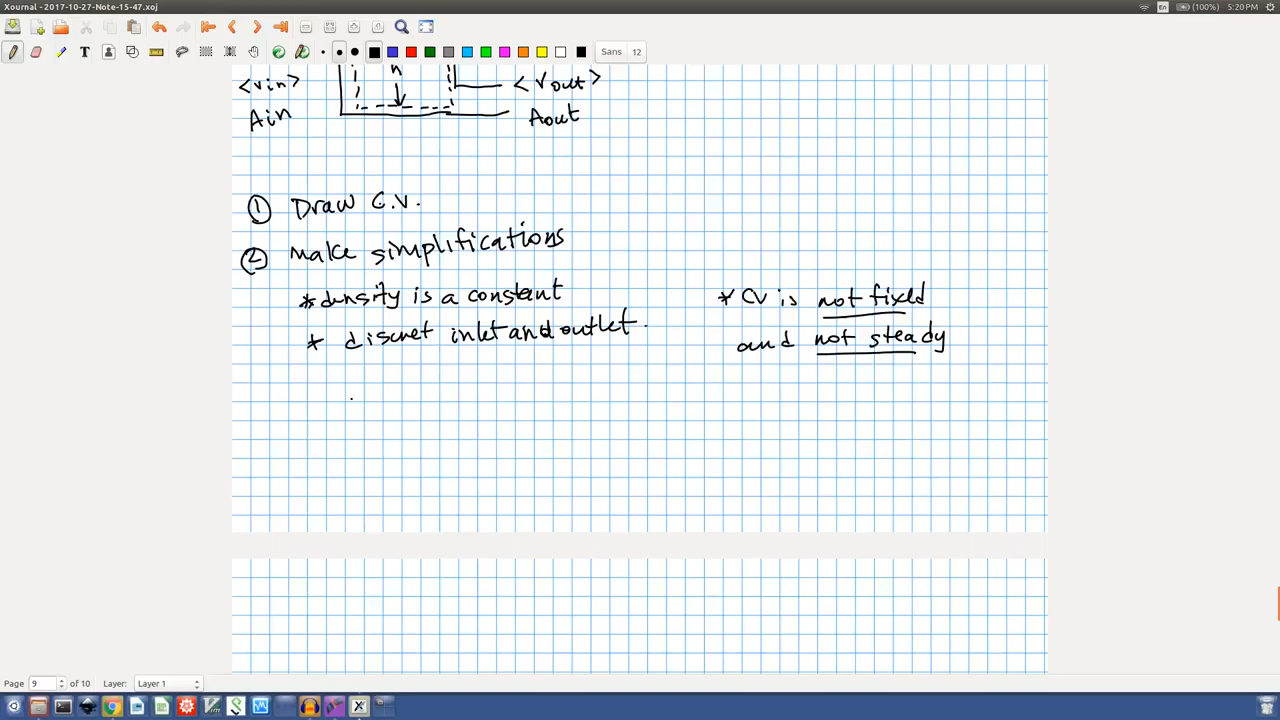 Xournal - 2017-10-27-Note-15-47.xoj
En
(100%)
5:20 PM
T
Sans 12
<vin>
h
<Vout>
Ain
Aout
① Draw C.V.
② Make simplifications
*density is a constant
* discret inlet and outlet.
* CV is not fixed
and not steady
Page 9 of 10 Layer: Layer 1